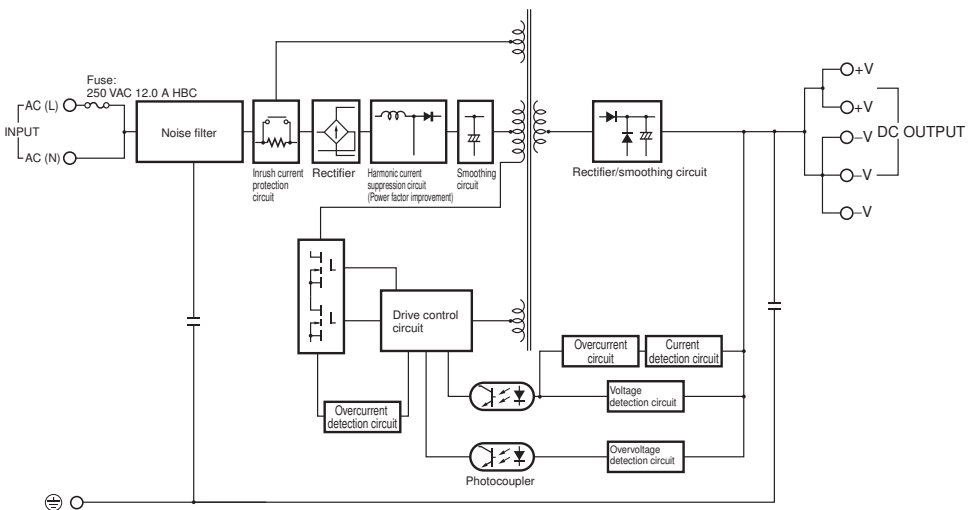 Fuse:
250 VAC 12.0 A HBC
AC (L)
INPUT
AC (N)
Noise filter
Inrush current
protection
circuit
Rectifier
Harmonic current
suppression circuit
(Power factor improvement)
Smoothing
circuit
Rectifier/smoothing circuit
+V
+V
−V
DC OUTPUT
−V
−V
Drive control
circuit
Overcurrent
circuit
Current
detection circuit
Voltage
detection circuit
Overcurrent
detection circuit
Overvoltage
detection circuit
Photocoupler